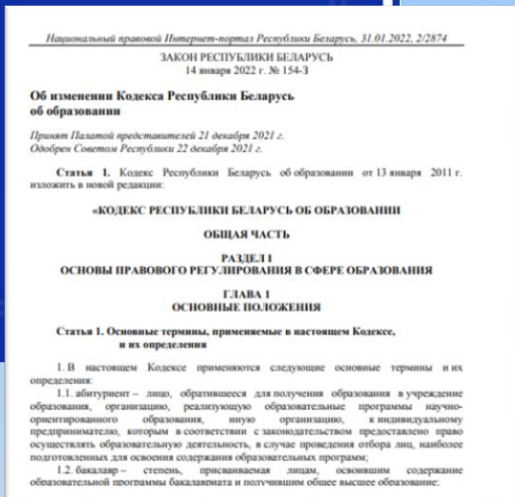 Национальный правовой Интернет-портал Республики Беларусь, 31.01.2022, 2/2874
ЗАКОН РЕСПУБЛИКИ БЕЛАРУСЬ
14 января 2022 г. № 154-З
Об изменении Кодекса Республики Беларусь
об образовании
Принят Палатой представителей 21 декабря 2021 г.
Одобрен Советом Республики 22 декабря 2021 г.
Статья 1. Кодекс Республики Беларусь об образовании от 13 января 2011 г.
изложить в новой редакции:
«КОДЕКС РЕСПУБЛИКИ БЕЛАРУСЬ ОБ ОБРАЗОВАНИИ
ОБЩАЯ ЧАСТЬ
РАЗДЕЛ I
ОСНОВЫ ПРАВОВОГО РЕГУЛИРОВАНИЯ В СФЕРЕ ОБРАЗОВАНИЯ
ГЛАВА 1
ОСНОВНЫЕ ПОЛОЖЕНИЯ
Статья 1. Основные термины, применяемые в настоящем Кодексе,
и их определения
1. В настоящем Кодексе применяются следующие основные термины и их
определения:
1.1. абитуриент – лицо, обратившееся для получения образования в учреждение
образования, организацию, реализующую образовательные программы научно-
ориентированного образования, иную организацию, к индивидуальному
предпринимателю, которым в соответствии с законодательством предоставлено право
осуществлять образовательную деятельность, в случае проведения отбора лиц, наиболее
подготовленных для освоения содержания образовательных программ;
1.2. бакалавр – степень, присваиваемая лицам, освоившим содержание
образовательной программы бакалавриата и получившим общее высшее образование;